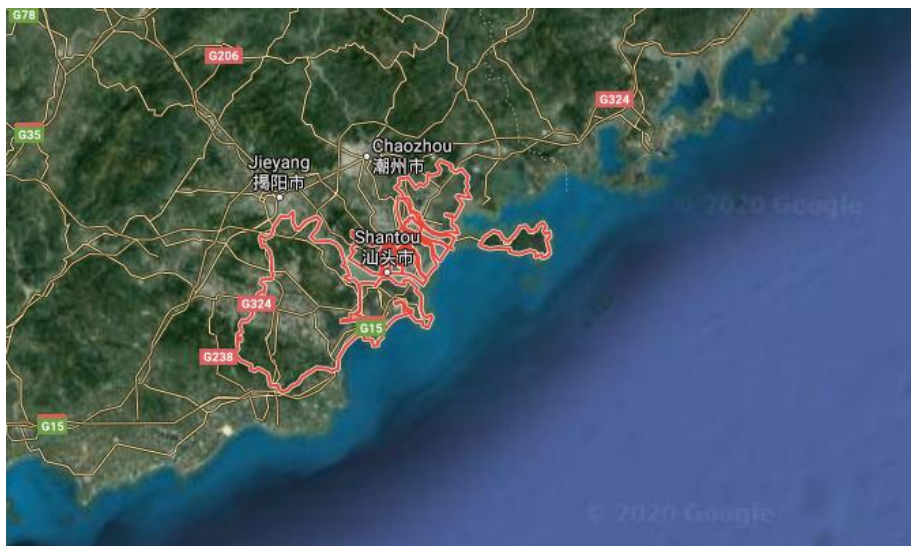 G78
G206
G324
G35
Chaozhou
潮州市
Jieyang
揭阳市
© 2020 Google
Shantou
汕头市
G324
G15
G238
G15
© 2020 Google